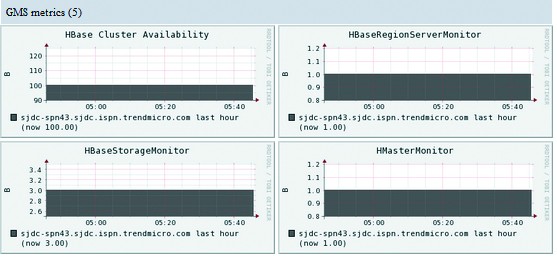 GMS metrics (5)
HBase Cluster Availability
RRDTOOL / TOBI OETIKER
B
120
110
100
90
05:00 05:20 05:40
sjdc-spn43.sjdc.ispn.trendmicro.com last hour
(now 100.00)
HBaseRegionServerMonitor
RRDTOOL / TOBI OETIKER
B
1.2
1.1
1.0
0.9
0.8
05:00 05:20 05:40
sjdc-spn43.sjdc.ispn.trendmicro.com last hour
(now 1.00)
HBaseStorageMonitor
RRDTOOL / TOBI OETIKER
B
3.4
3.2
3.0
2.8
2.6
05:00 05:20 05:40
sjdc-spn43.sjdc.ispn.trendmicro.com last hour
(now 3.00)
HMasterMonitor
RRDTOOL / TOBI OETIKER
B
1.2
1.1
1.0
0.9
0.8
05:00 05:20 05:40
sjdc-spn43.sjdc.ispn.trendmicro.com last hour
(now 1.00)